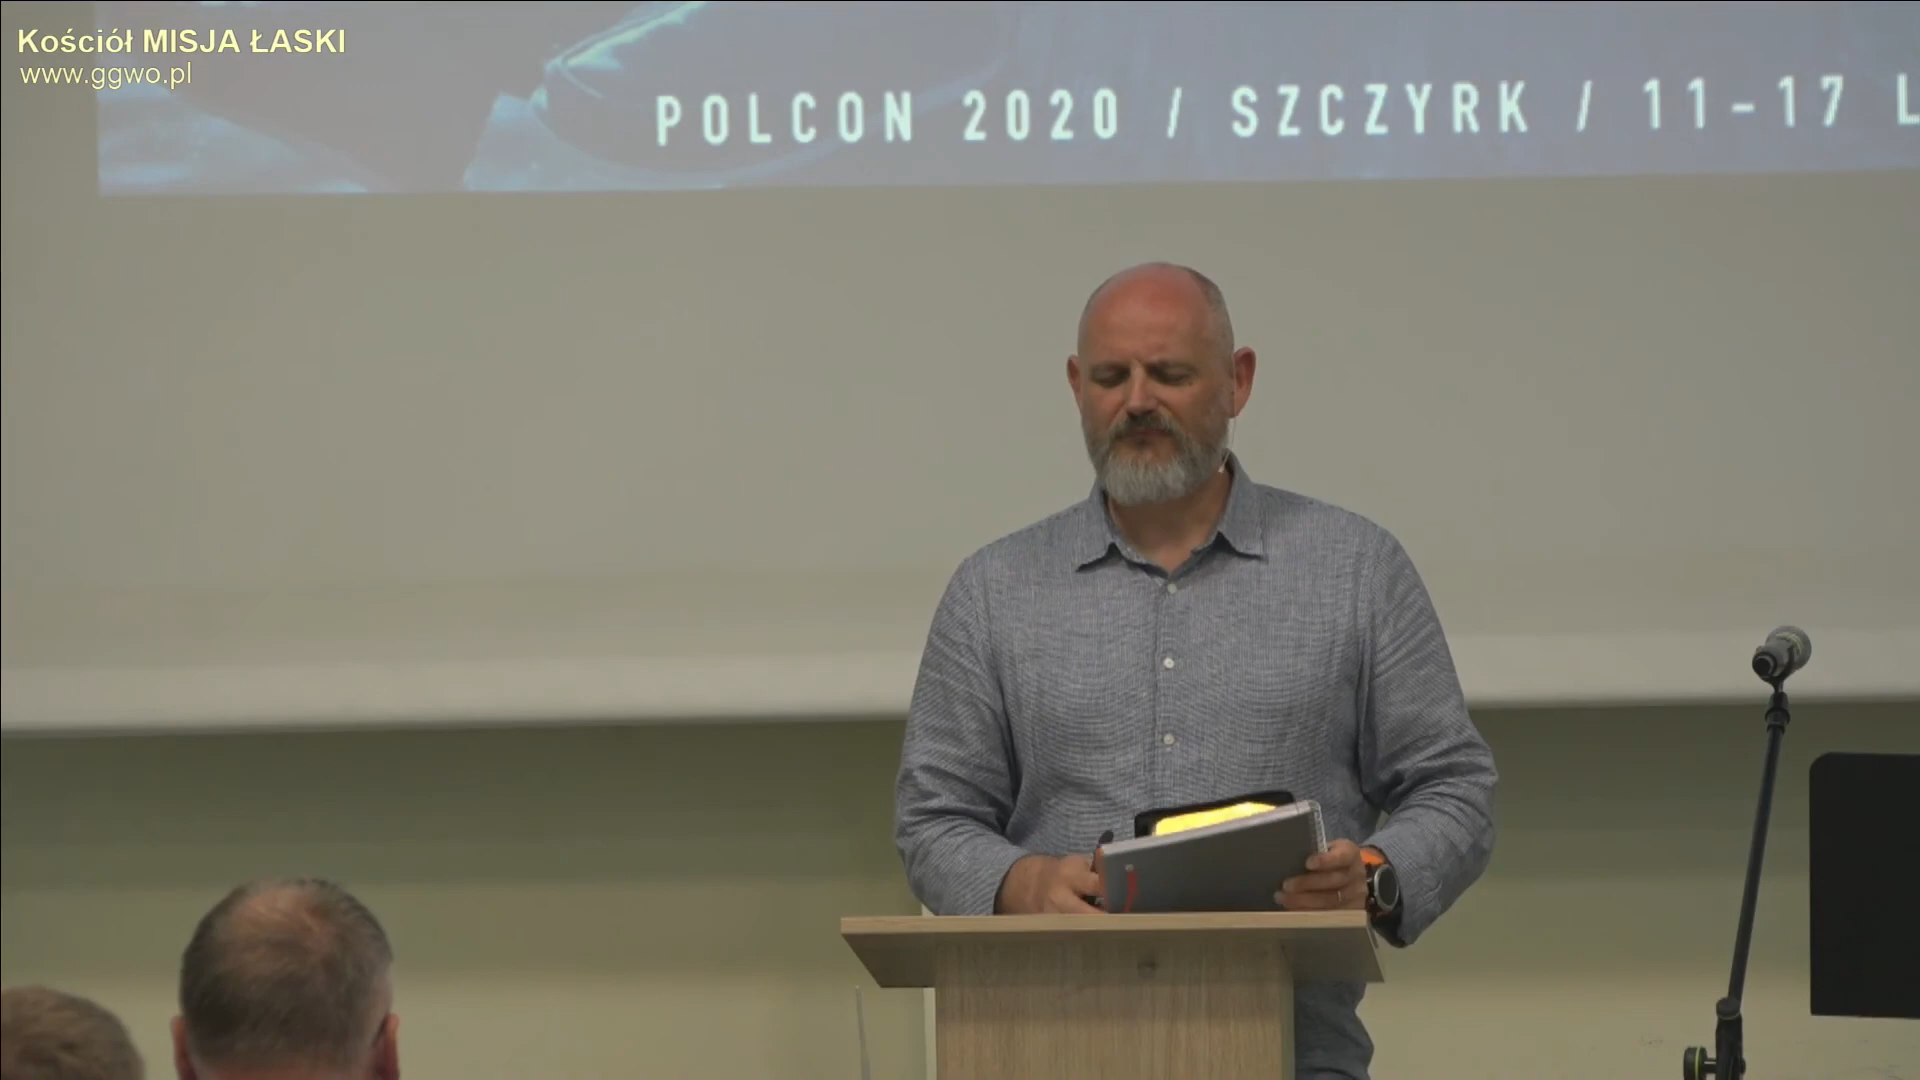 Kościół MISJA ŁASKI
www.ggwo.pl
POLCON 2020 / SZCZYRK / 11-17 L